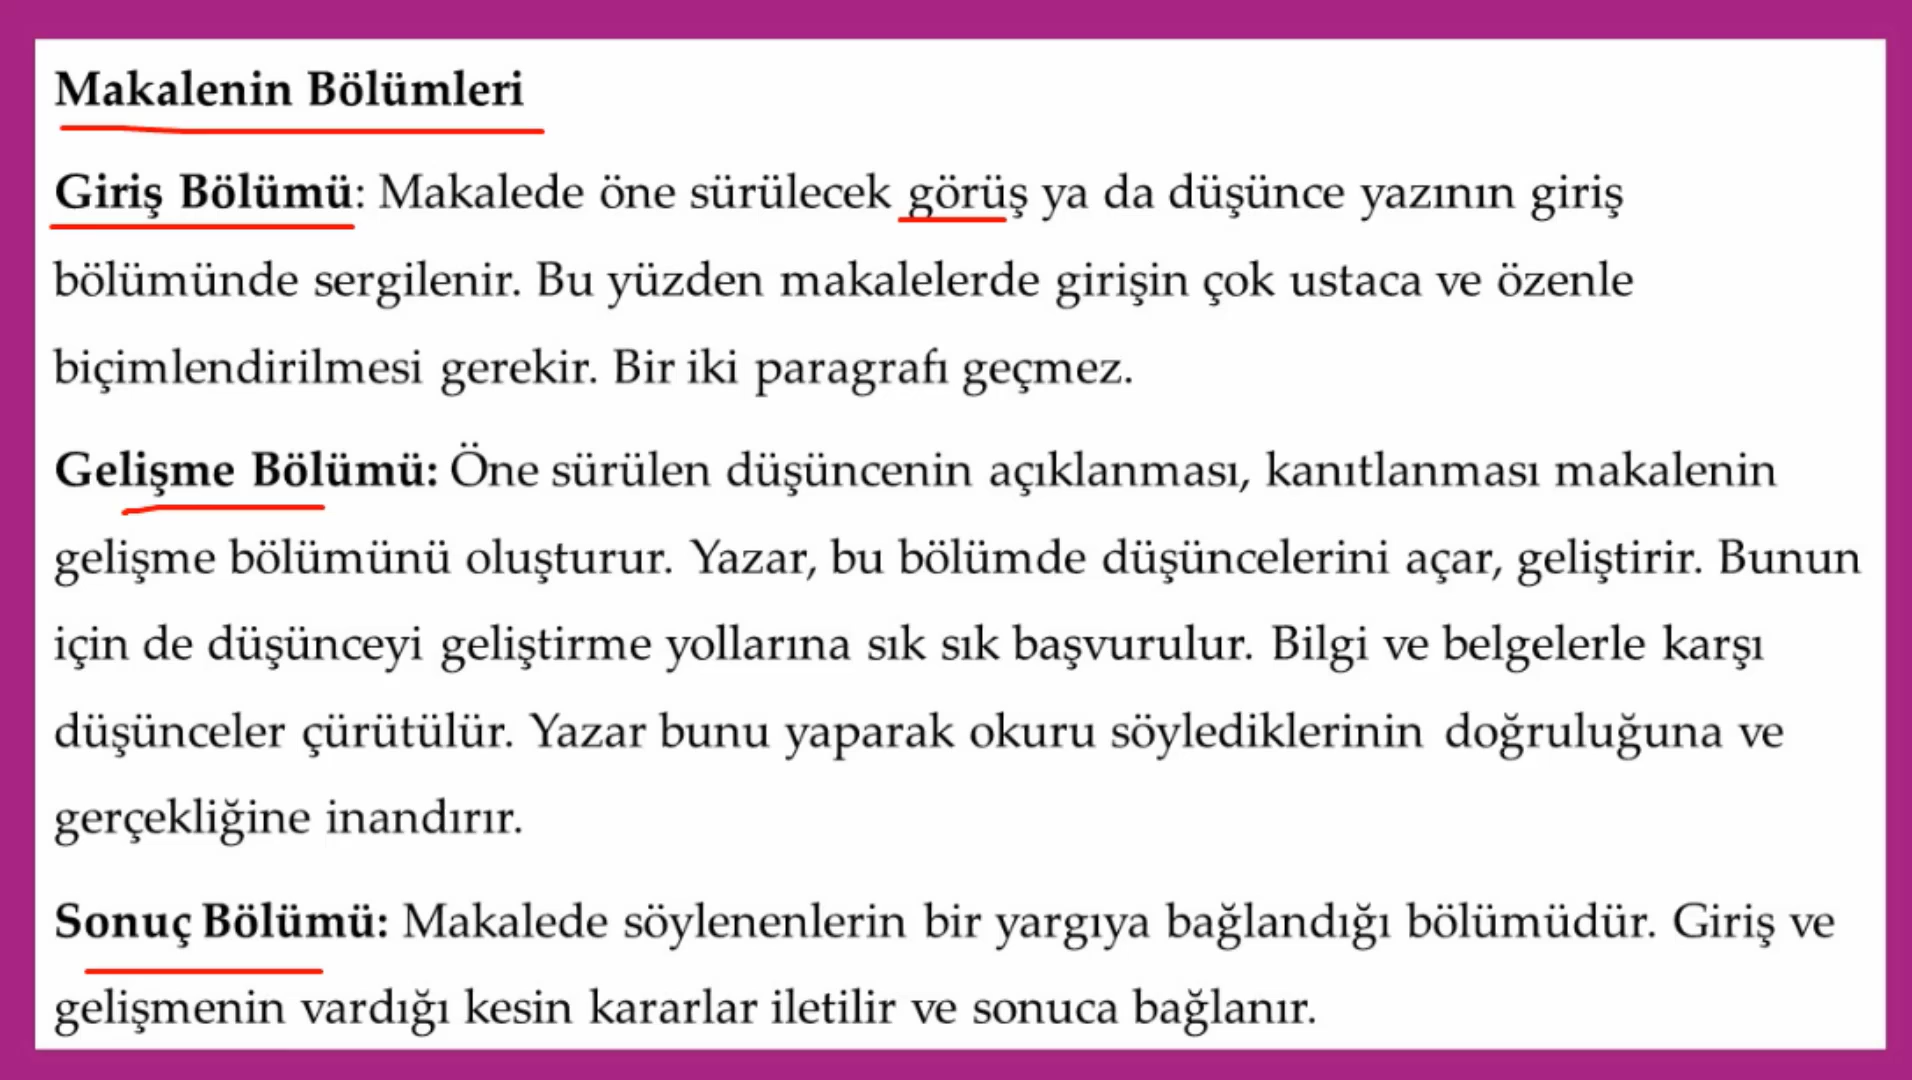 Makalenin Bölümleri
Giriş Bölümü: Makalede öne sürülecek görüş ya da düşünce yazının giriş
bölümünde sergilenir. Bu yüzden makalelerde girişin çok ustaca ve özenle
biçimlendirilmesi gerekir. Bir iki paragrafı geçmez.
Gelişme Bölümü: Öne sürülen düşüncenin açıklanması, kanıtlanması makalenin
gelişme bölümünü oluşturur. Yazar, bu bölümde düşüncelerini açar, geliştirir. Bunun
için de düşünceyi geliştirme yollarına sık sık başvurulur. Bilgi ve belgelerle karşı
düşünceler çürütülür. Yazar bunu yaparak okuru söylediklerinin doğruluğuna ve
gerçekliğine inandırır.
Sonuç Bölümü: Makalede söylenenlerin bir yargıya bağlandığı bölümüdür. Giriş ve
gelişmenin vardığı kesin kararlar iletilir ve sonuca bağlanır.